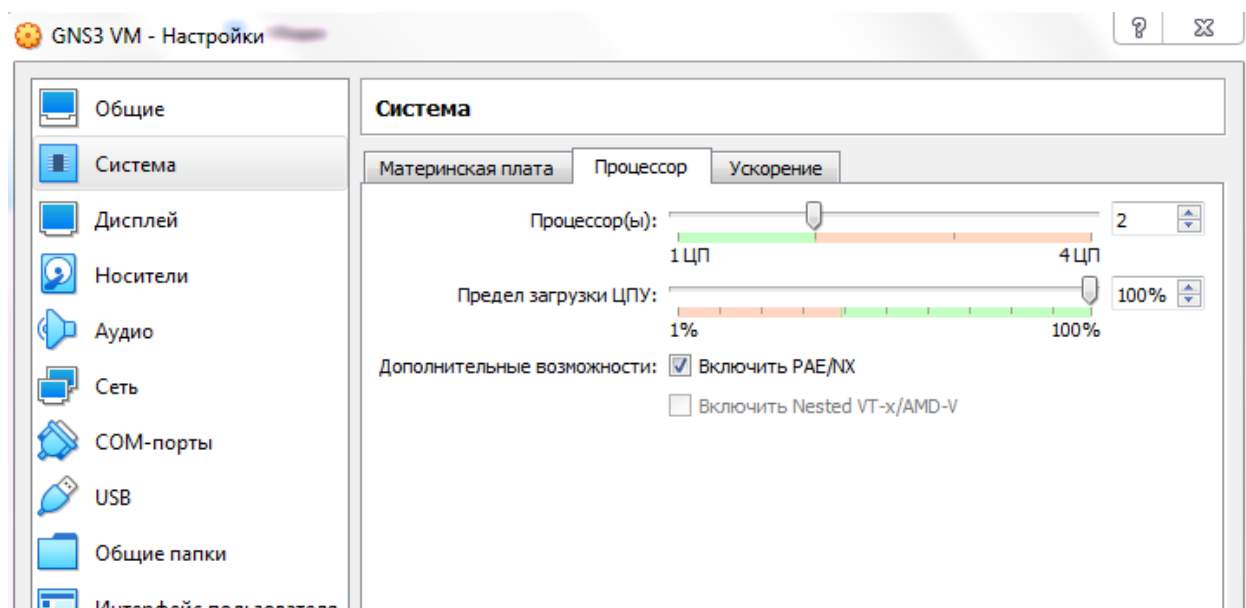 GNS3 VM - Настройки
Общие
Система
Дисплей
Носители
Аудио
Сеть
COM-порты
USB
Общие папки
Интерфейс пользователя
Система
Материнская плата Процессор Ускорение
Процессор(ы): 2
1 ЦП 4 ЦП
Предел загрузки ЦПУ: 100%
1% 100%
Дополнительные возможности: Включить PAE/NX
Включить Nested VT-x/AMD-V